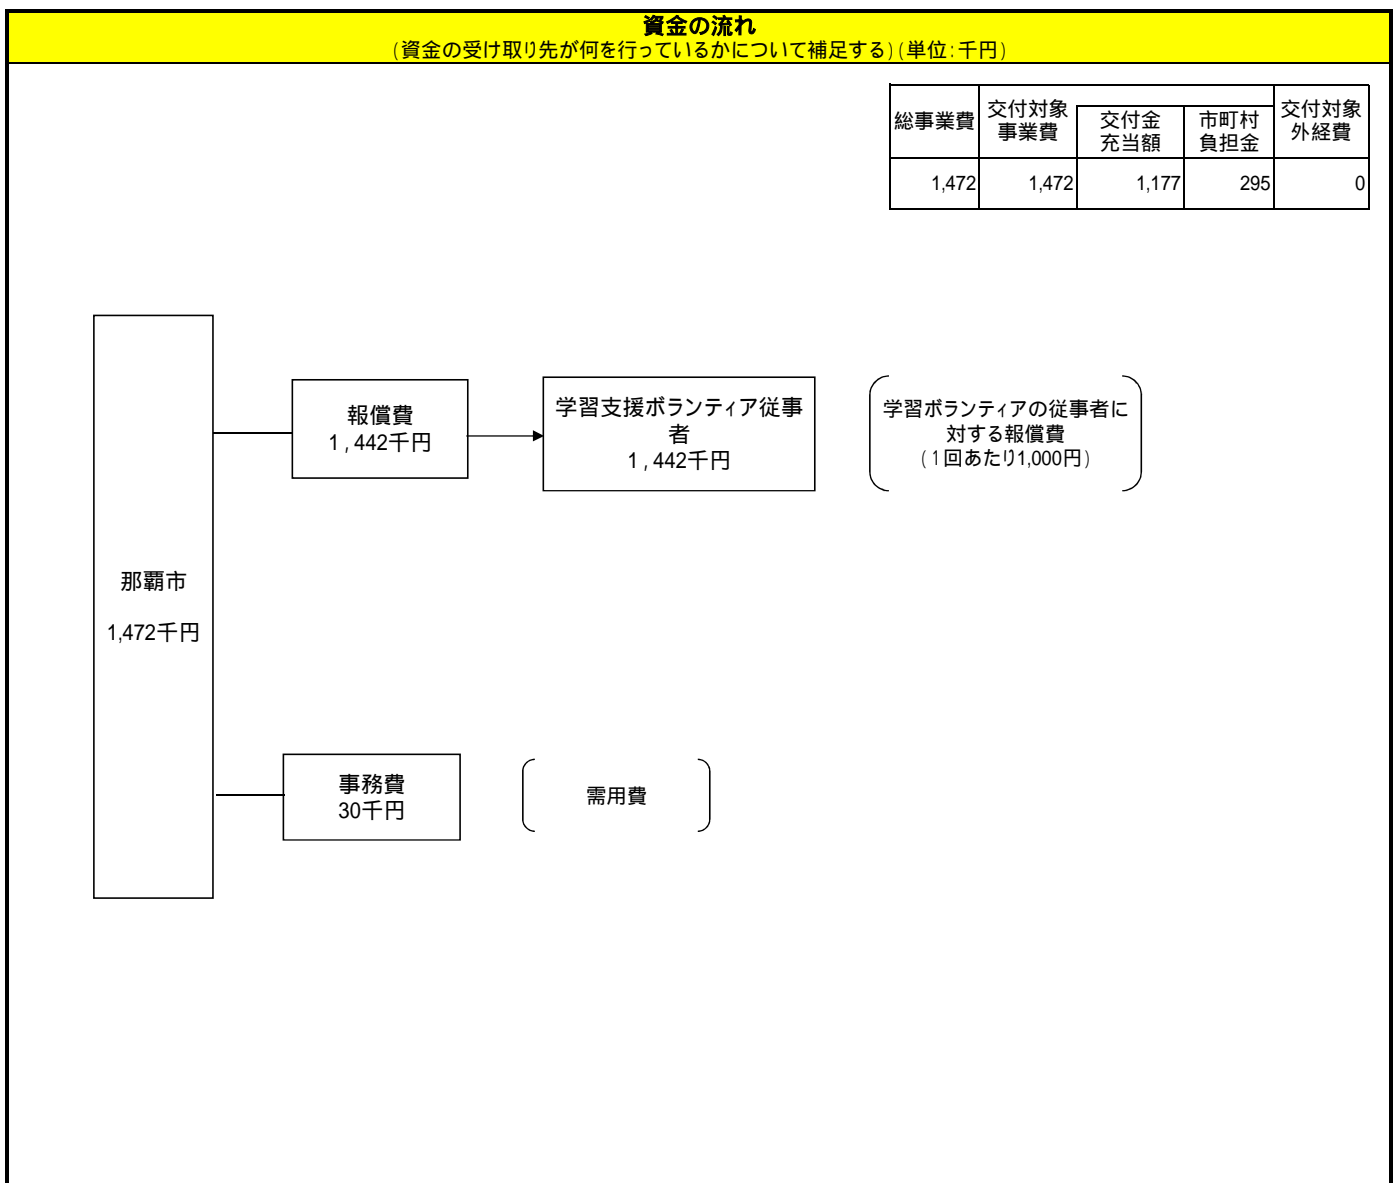 資金の流れ
(資金の受け取り先が何を行っているかについて補足する)(単位:千円)
総事業費
交付対象
事業費
交付金
充当額
市町村
負担金
交付対象
外経費
1,472
1,472
1,177
295
0
報償費
1,442千円
学習支援ボランティア従事
者
1,442千円
学習ボランティアの従事者に
対する報償費
(1回あたり1,000円)
那覇市
1,472千円
事務費
30千円
需用費